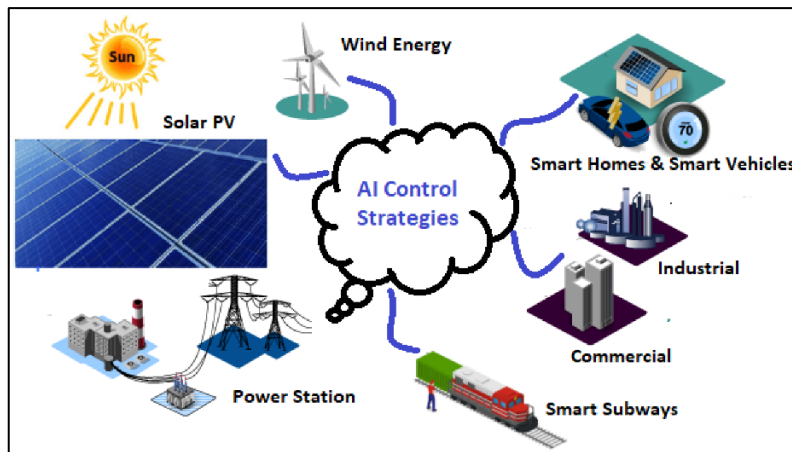 Sun
Wind Energy
Solar PV
70
Smart Homes & Smart Vehicles
AI Control
Strategies
Industrial
Commercial
Power Station
Smart Subways